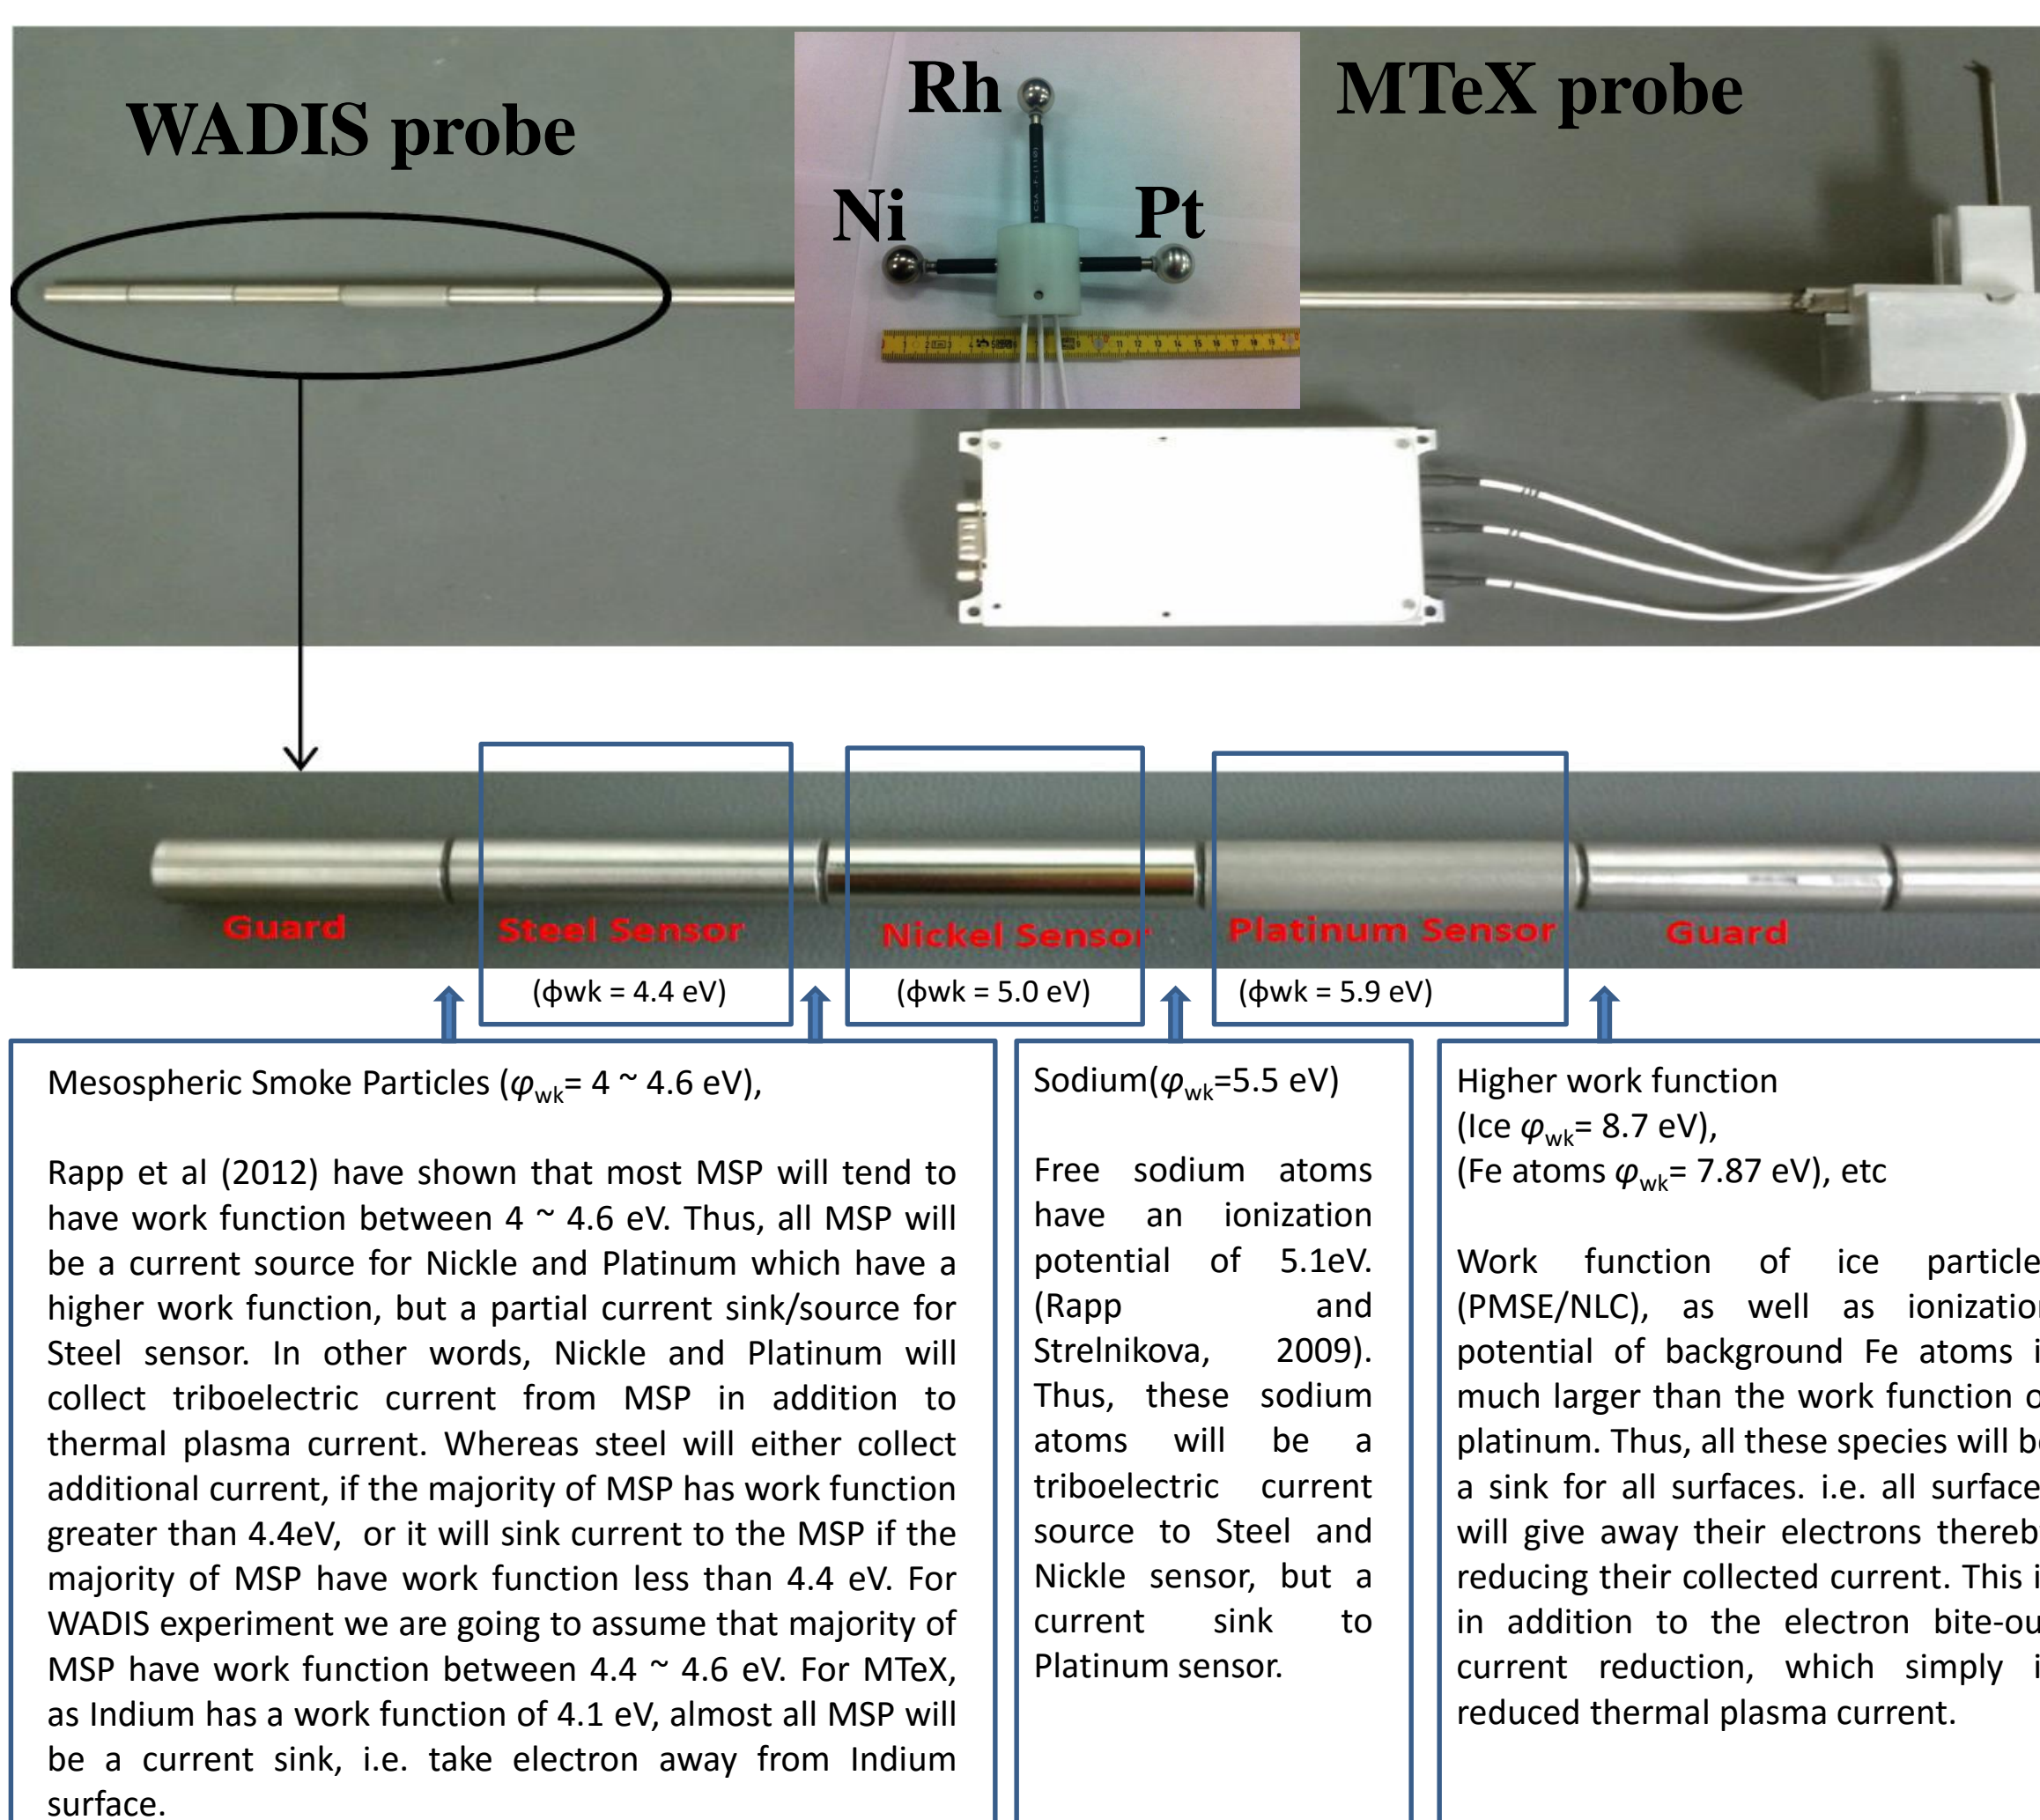 WADIS probe
Rh
MTeX probe
Ni
Pt
Guard
Steel Sensor
Nickel Sensor
Platinum Sensor
Guard
(ϕwk = 4.4 eV)
(ϕwk = 5.0 eV)
(ϕwk = 5.9 eV)
Mesospheric Smoke Particles (φwk= 4 ~ 4.6 eV),
Rapp et al (2012) have shown that most MSP will tend to
have work function between 4 ~ 4.6 eV. Thus, all MSP will
be a current source for Nickle and Platinum which have a
higher work function, but a partial current sink/source for
Steel sensor. In other words, Nickle and Platinum will
collect triboelectric current from MSP in addition to
thermal plasma current. Whereas steel will either collect
additional current, if the majority of MSP has work function
greater than 4.4eV, or it will sink current to the MSP if the
majority of MSP have work function less than 4.4 eV. For
WADIS experiment we are going to assume that majority of
MSP have work function between 4.4 ~ 4.6 eV. For MTeX,
as Indium has a work function of 4.1 eV, almost all MSP will
be a current sink, i.e. take electron away from Indium
surface.
Sodium(φwk=5.5 eV)
Free sodium atoms
have an ionization
potential of 5.1eV.
(Rapp and
Strelnikova, 2009).
Thus, these sodium
atoms will be a
triboelectric current
source to Steel and
Nickle sensor, but a
current sink to
Platinum sensor.
Higher work function
(Ice φwk= 8.7 eV),
(Fe atoms φwk= 7.87 eV), etc
Work function of ice particle
(PMSE/NLC), as well as ionization
potential of background Fe atoms i
much larger than the work function o
platinum. Thus, all these species will be
a sink for all surfaces. i.e. all surface
will give away their electrons thereb
reducing their collected current. This i
in addition to the electron bite-ou
current reduction, which simply i
reduced thermal plasma current.